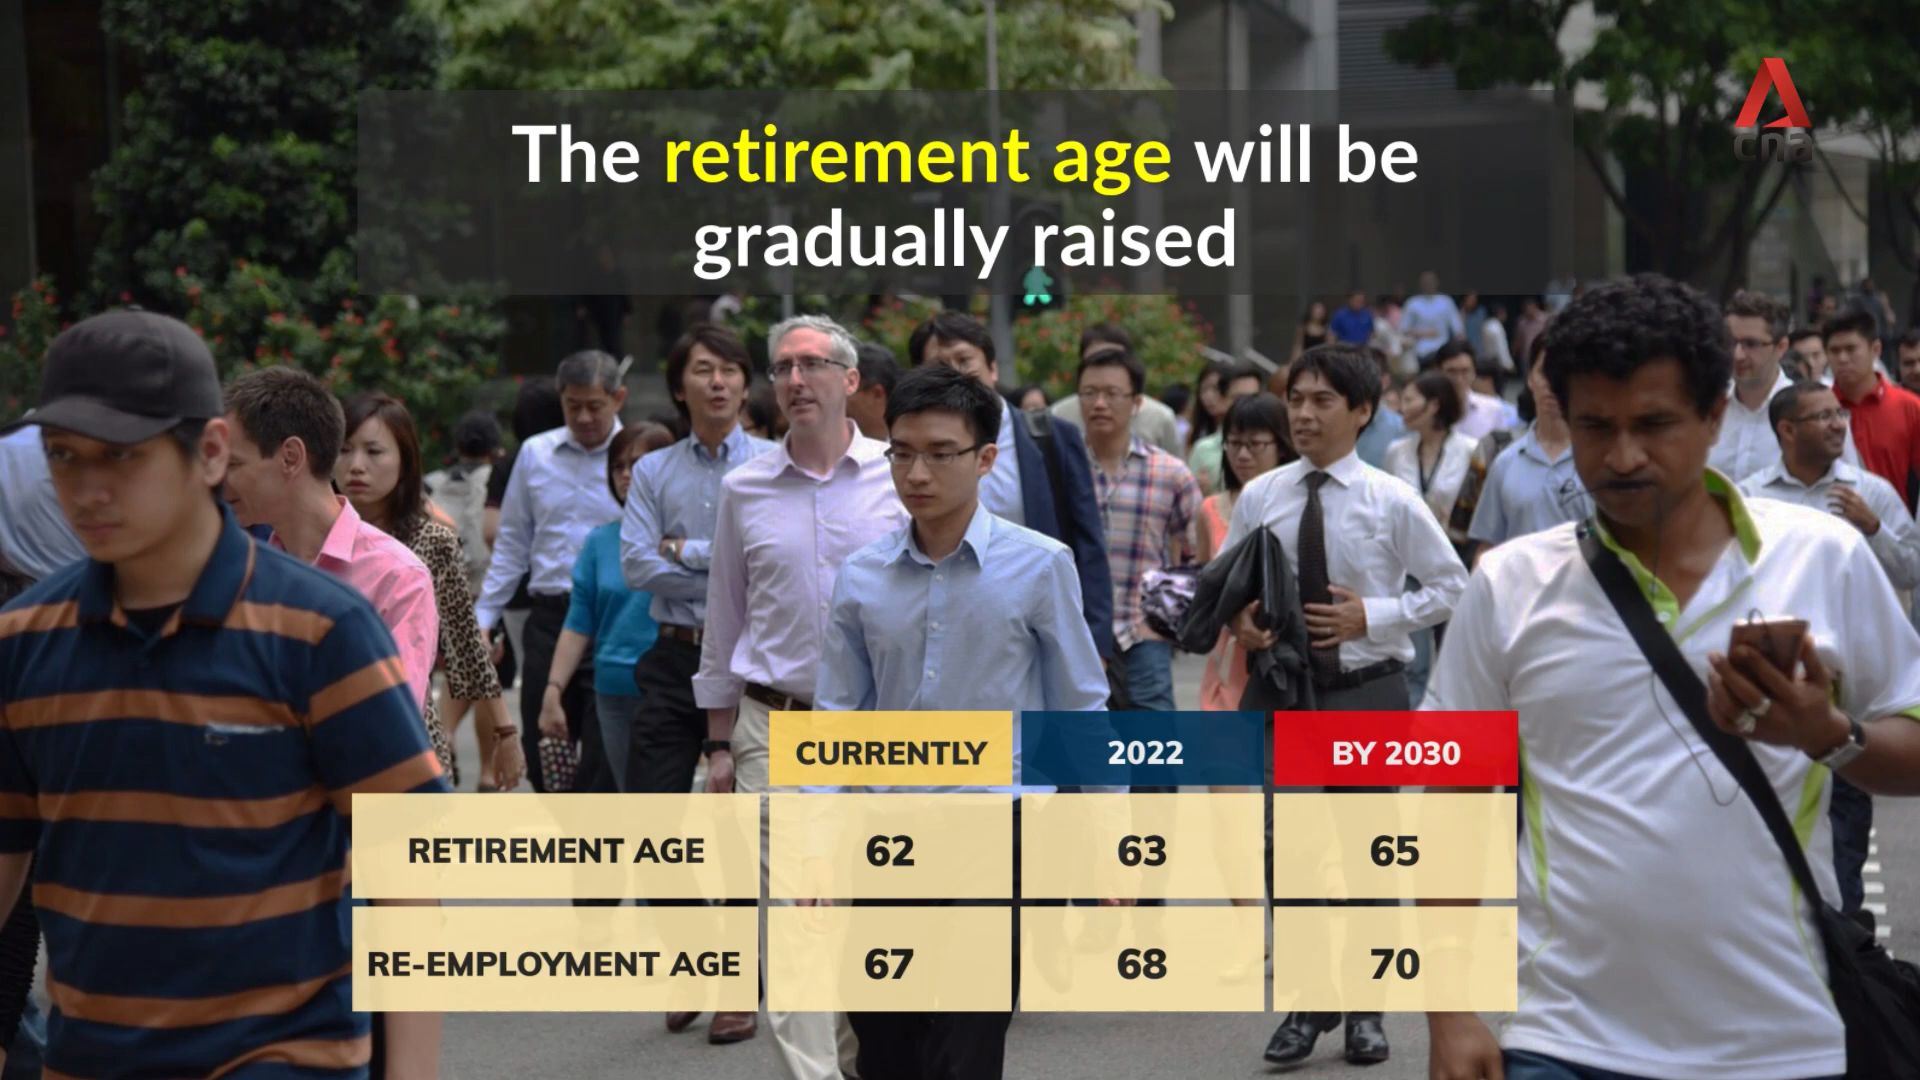 cna
The retirement age will be
gradually raised
CURRENTLY 2022 BY 2030
RETIREMENT AGE 62 63 65
RE-EMPLOYMENT AGE 67 68 70